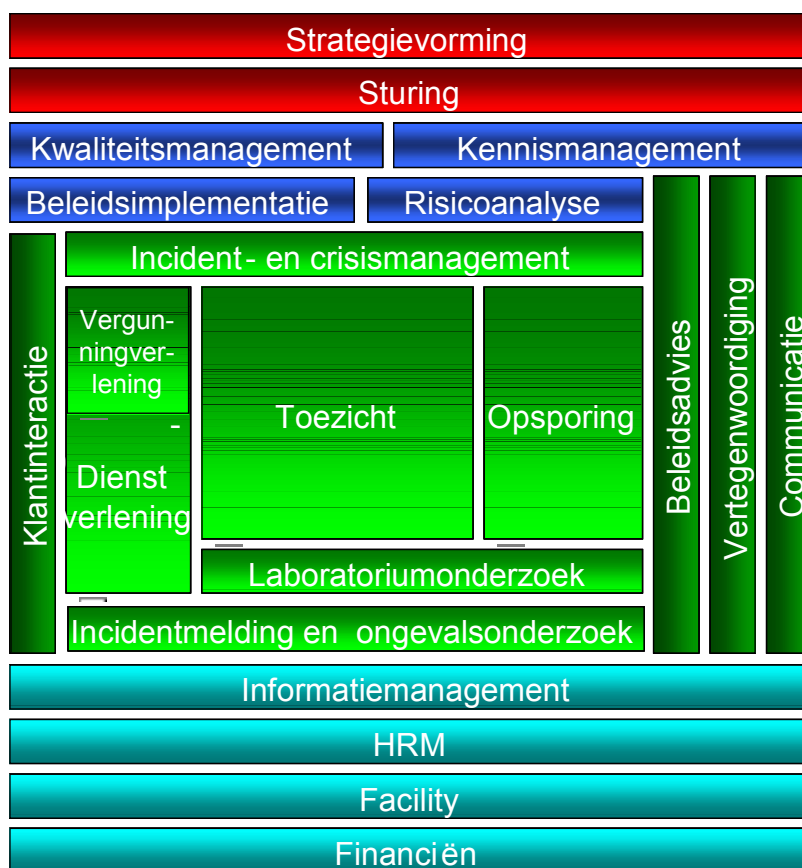 Strategievorming
Sturing
Kwaliteitsmanagement
Kennismanagement
Beleidsimplementatie
Risicoanalyse
Incident- en crisismanagement
Klantinteractie
Vergun-
ningver-
lening
-
Dienst
verlening
Toezicht
Opsporing
Laboratoriumonderzoek
Incidentmelding en ongevalsonderzoek
Beleidsadvies
Vertegenwoordiging
Communicatie
Informatiemanagement
HRM
Facility
Financiën